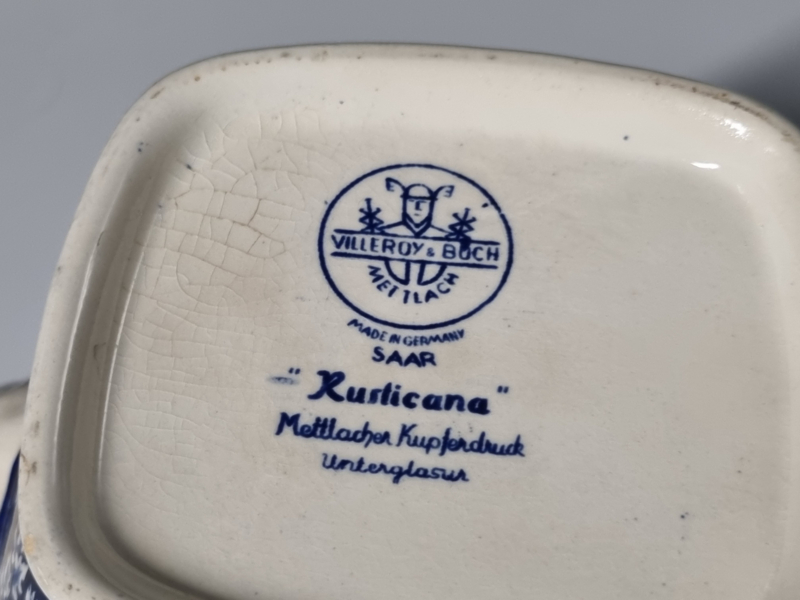 VILLEROY & BOCH
METTLACH
MADE IN GERMANY
SAAR
"Rusticana"
Mettlacher Kupferdruck
Unterglasur